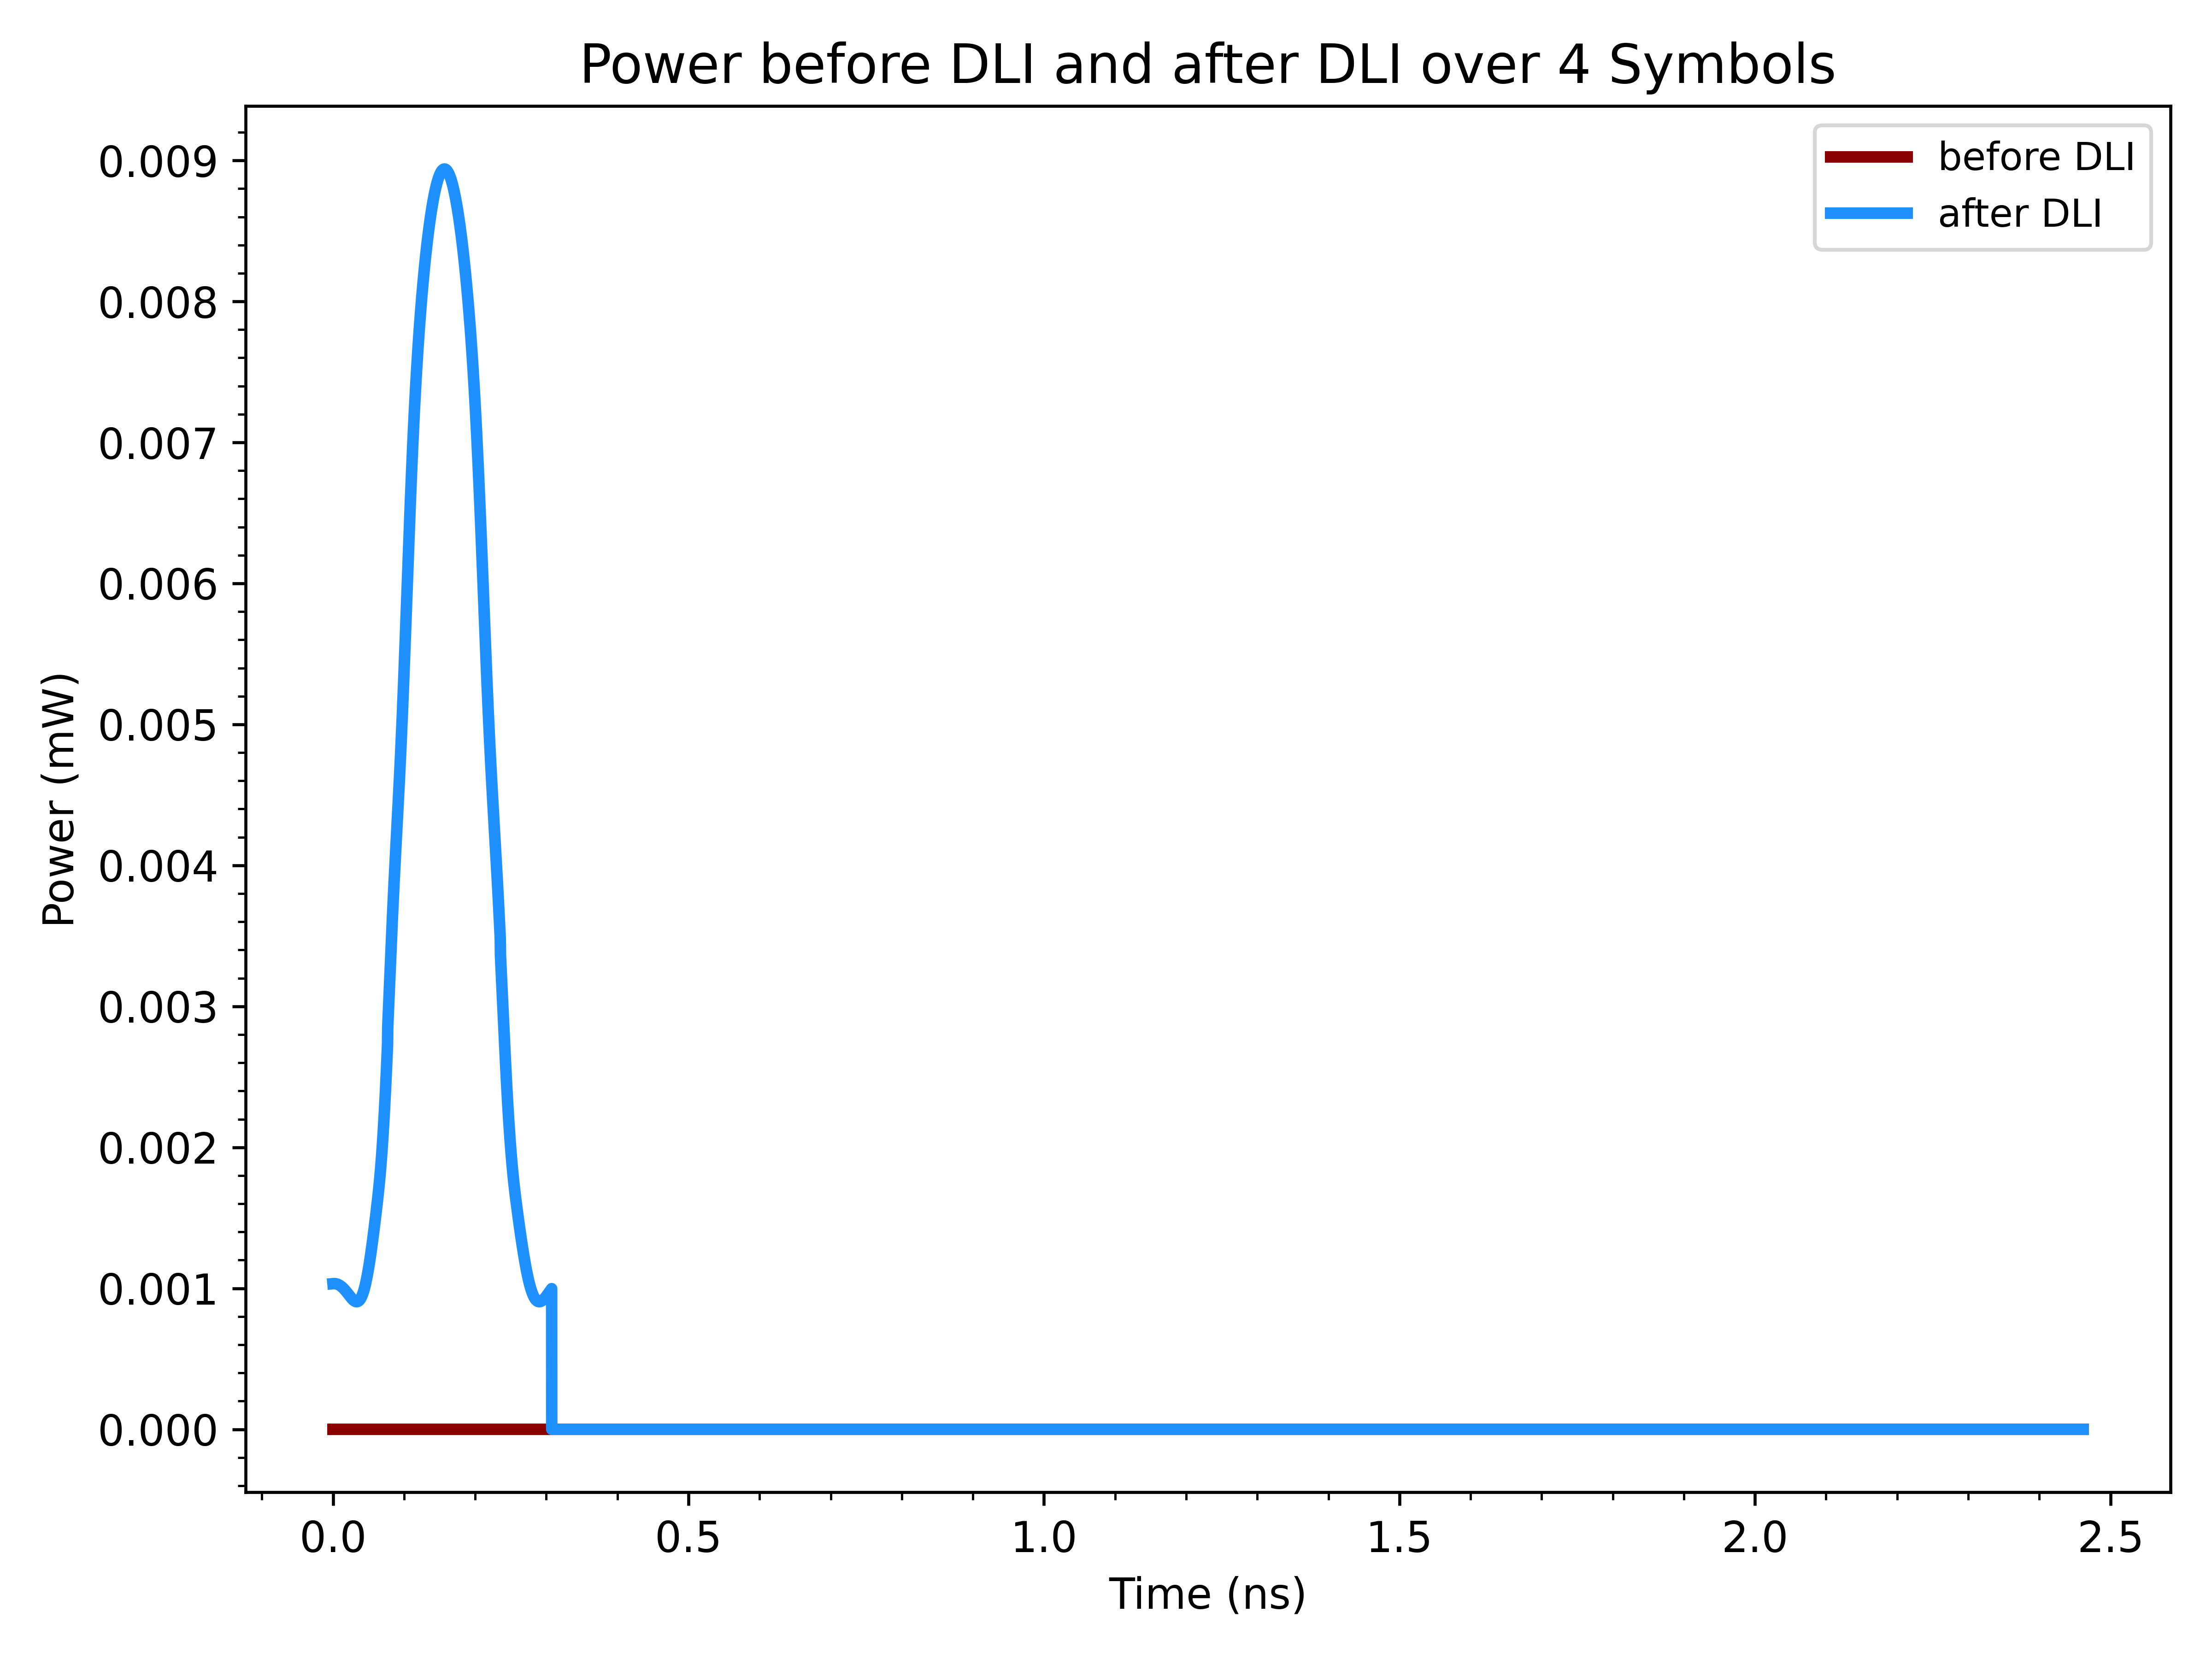 Power before DLI and after DLI over 4 Symbols
before DLI
after DLI
Power (mW)
0.009
0.008
0.007
0.006
0.005
0.004
0.003
0.002
0.001
0.000
0.0 0.5 1.0 1.5 2.0 2.5
Time (ns)